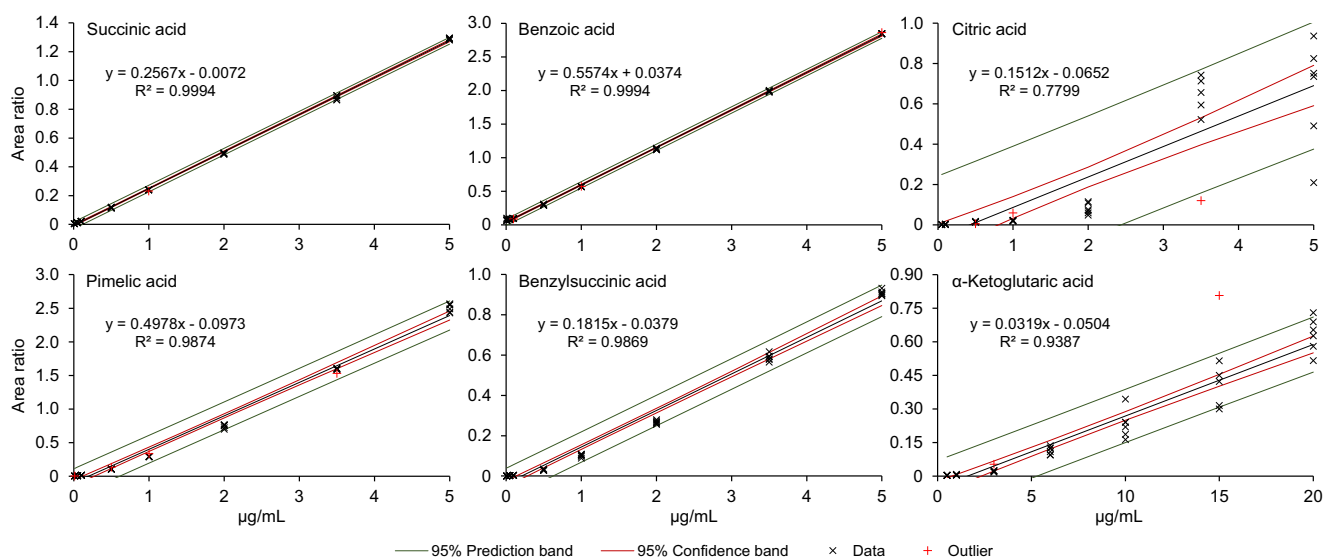 Succinic acid
y = 0.2567x - 0.0072
R² = 0.9994
Area ratio
1.4
1.2
1.0
0.8
0.6
0.4
0.2
0
0 1 2 3 4 5
Benzoic acid
y = 0.5574x + 0.0374
R² = 0.9994
3.0
2.5
2.0
1.5
1.0
0.5
0
0 1 2 3 4 5
Citric acid
y = 0.1512x - 0.0652
R² = 0.7799
1.0
0.8
0.6
0.4
0.2
0
0 1 2 3 4 5
Pimelic acid
y = 0.4978x - 0.0973
R² = 0.9874
Area ratio
3.0
2.5
2.0
1.5
1.0
0.5
0
0 1 2 3 4 5
µg/mL
Benzylsuccinic acid
y = 0.1815x - 0.0379
R² = 0.9869
1.0
0.8
0.6
0.4
0.2
0
0 1 2 3 4 5
µg/mL
α-Ketoglutaric acid
y = 0.0319x - 0.0504
R² = 0.9387
0.90
0.75
0.60
0.45
0.30
0.15
0
0 5 10 15 20
µg/mL
95% Prediction band 95% Confidence band Data Outlier